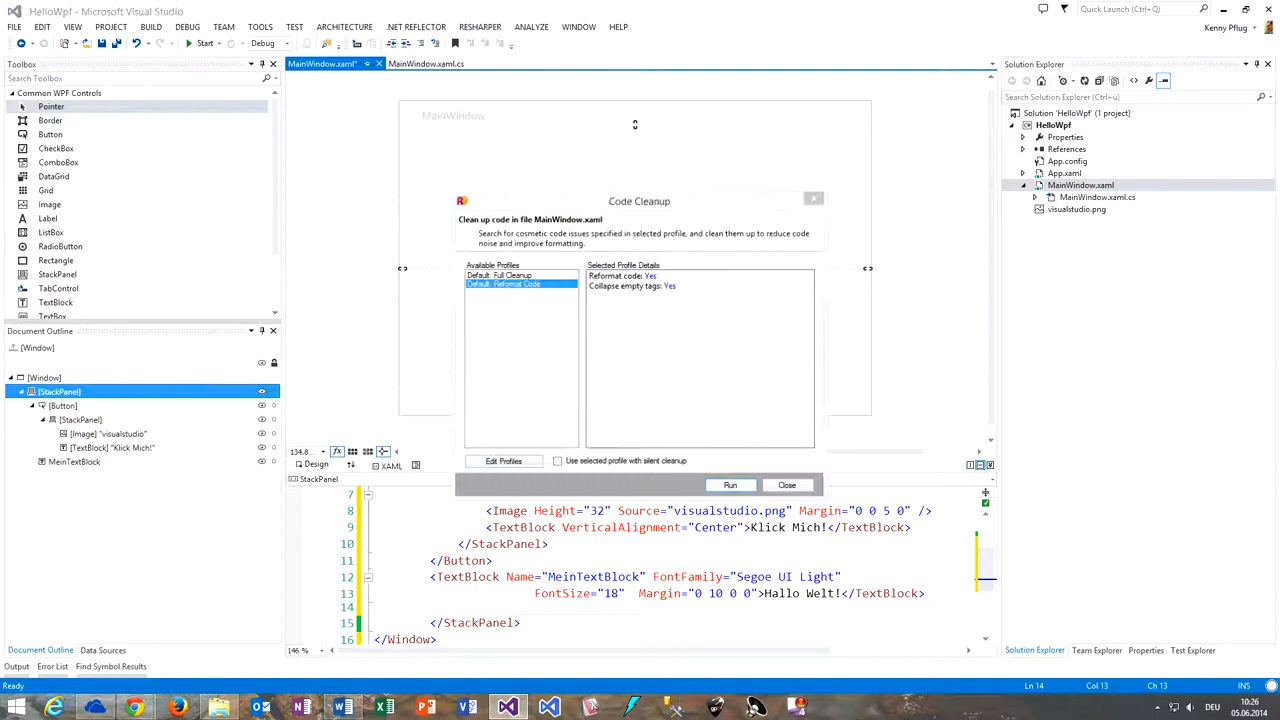 HelloWpf - Microsoft Visual Studio
Quick Launch (Ctrl+Q)
FILE EDIT VIEW PROJECT BUILD DEBUG TEAM TOOLS TEST ARCHITECTURE .NET REFLECTOR RESHARPER ANALYZE WINDOW HELP
Kenny Pflug
Start
Debug
Toolbox
Search Toolbox
Common WPF Controls
Pointer
Border
Button
CheckBox
ComboBox
DataGrid
Grid
Image
Label
ListBox
RadioButton
Rectangle
StackPanel
TabControl
TextBlock
TextBox
Document Outline
[Window]
[Window]
[StackPanel]
[Button]
[StackPanel]
[Image] "visualstudio"
[TextBlock] "Klick Mich!"
MeinTextBlock
Document Outline Data Sources
Output Error List Find Symbol Results
Ready
MainWindow.xaml* MainWindow.xaml.cs
MainWindow
Code Cleanup
Clean up code in file MainWindow.xaml
Search for cosmetic code issues specified in selected profile, and clean them up to reduce code
noise and improve formatting.
Available Profiles
Default: Full Cleanup
Default: Reformat Code
Selected Profile Details
Reformat code: Yes
Collapse empty tags: Yes
Edit Profiles
Use selected profile with silent cleanup
Run Close
134.8...
Design XAML
StackPanel
7
8 <Image Height="32" Source="visualstudio.png" Margin="0 0 5 0" />
9 <TextBlock VerticalAlignment="Center">Klick Mich!</TextBlock>
10 </StackPanel>
11 </Button>
12 <TextBlock Name="MeinTextBlock" FontFamily="Segoe UI Light"
13 FontSize="18" Margin="0 10 0 0">Hallo Welt!</TextBlock>
14
15 </StackPanel>
16 </Window>
146 %
Solution Explorer
Search Solution Explorer (Ctrl+ü)
Solution 'HelloWpf' (1 project)
HelloWpf
Properties
References
App.config
App.xaml
MainWindow.xaml
MainWindow.xaml.cs
visualstudio.png
Solution Explorer Team Explorer Properties Test Explorer
Ln 14 Col 13 Ch 13 INS
DEU
10:26
05.06.2014